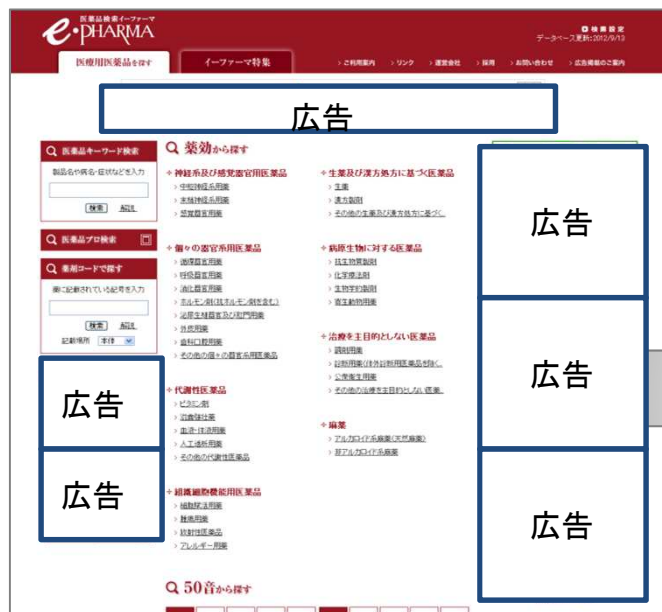 医薬品検索イーファーマ
e・PHARMA
検索設定
データベース更新:2012/9/13
医療用医薬品を探す
イーファーマ特集
> ご利用案内 > リンク > 運営会社 > 採用 > お問い合わせ > 広告掲載のご案内
広告
医薬品キーワード検索
製品名や病名・症状などを入力
検索
医薬品プロ検索
薬剤コードで探す
薬に記載されている記号を入力
検索
記載場所 本体
広告
広告
薬効から探す
神経系及び感覚器官用医薬品
> 中枢神経系用薬
> 末梢神経系用薬
> 感覚器官用薬
個々の器官系用医薬品
> 循環器官用薬
> 呼吸器官用薬
> 消化器官用薬
> ホルモン剤(抗ホルモン剤を含む)
> 泌尿生殖器官及び肛門用薬
> 外皮用薬
> 歯科口腔用薬
> その他の個々の器官系用医薬品
代謝性医薬品
> ビタミン剤
> 滋養強壮薬
> 血液・体液用薬
> 人工透析用薬
> その他の代謝性医薬品
組織細胞機能用医薬品
> 細胞賦活用薬
> 腫瘍用薬
> 放射性医薬品
> アレルギー用薬
生薬及び漢方処方に基づく医薬品
> 生薬
> 漢方製剤
> その他の生薬及び漢方処方に基づく...
病原生物に対する医薬品
> 抗生物質製剤
> 化学療法剤
> 生物学的製剤
> 寄生動物用薬
治療を主目的としない医薬品
> 調剤用薬
> 診断用薬(体外診断用医薬品を除く...
> 公衆衛生用薬
> その他の治療を主目的としない医薬...
麻薬
> アルカロイド系麻薬(天然麻薬)
> 非アルカロイド系麻薬
50音から探す
広告
広告
広告